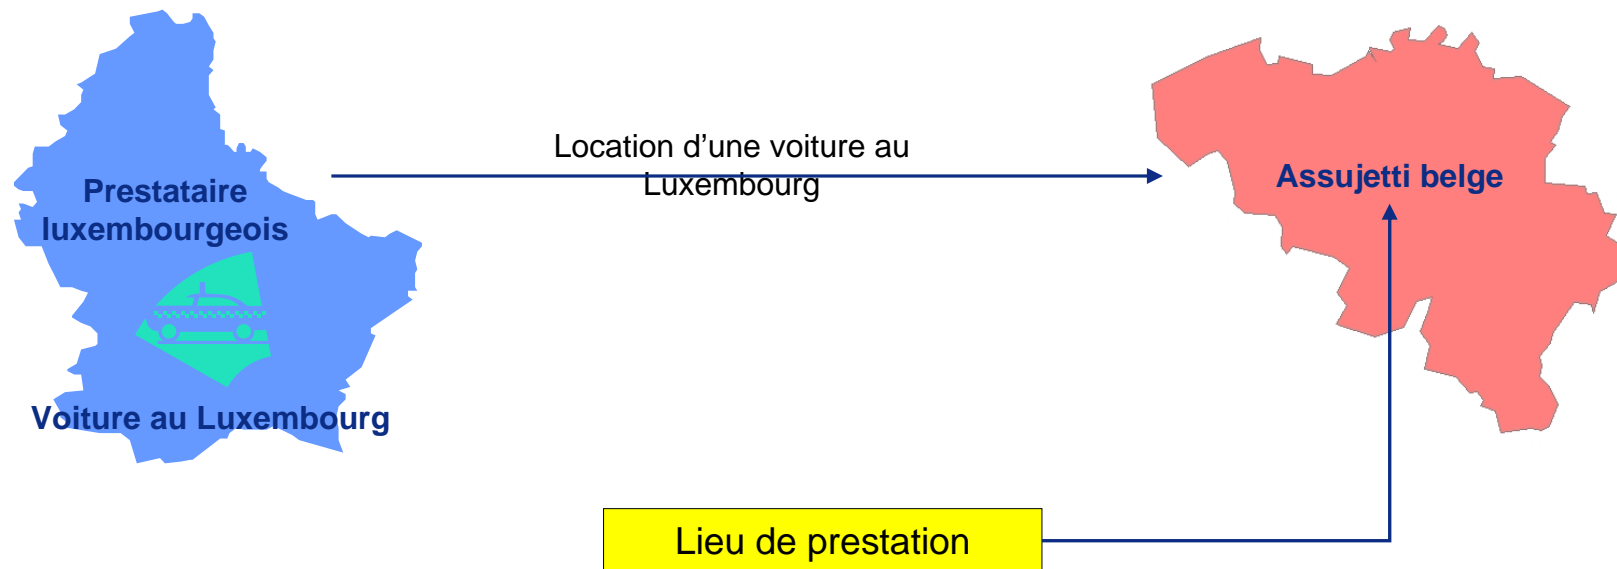 Location d’une voiture au
Luxembourg
Prestataire
luxembourgeois
Assujetti belge
Voiture au Luxembourg
Lieu de prestation